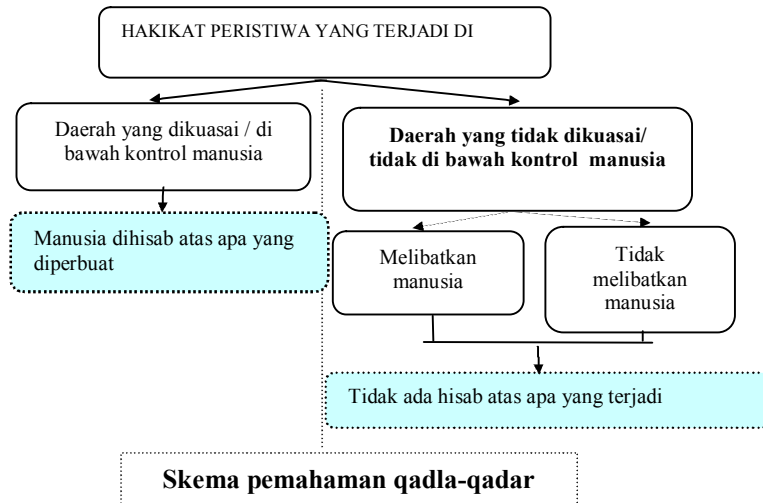 HAKIKAT PERISTIWA YANG TERJADI DI
Daerah yang dikuasai / di
bawah kontrol manusia
Daerah yang tidak dikuasai/
tidak di bawah kontrol manusia
Manusia dihisab atas apa yang
diperbuat
Melibatkan
manusia
Tidak
melibatkan
manusia
Tidak ada hisab atas apa yang terjadi
Skema pemahaman qadla-qadar